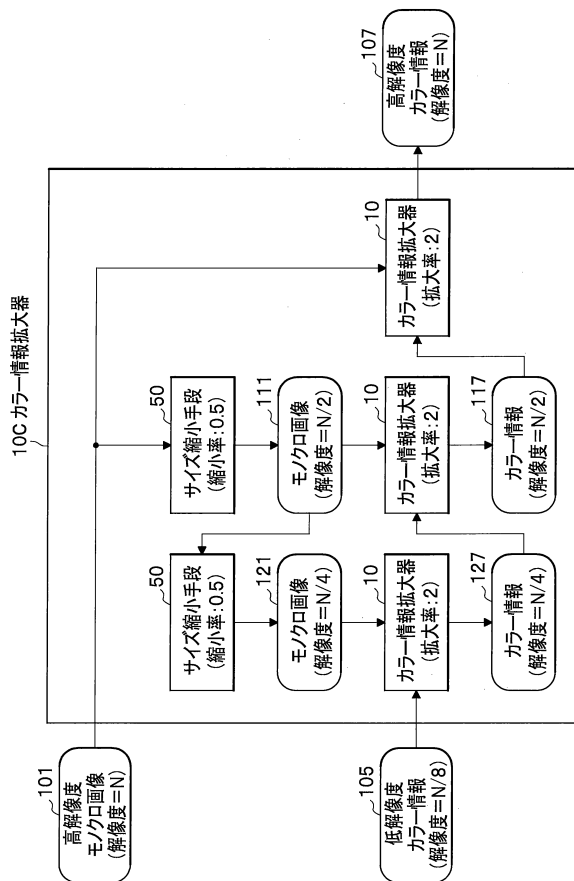 10C カラー情報拡大器
101
高解像度
モノクロ画像
(解像度=N)
50
サイズ縮小手段
(縮小率:0.5)
50
サイズ縮小手段
(縮小率:0.5)
121
モノクロ画像
(解像度=N/4)
111
モノクロ画像
(解像度=N/2)
105
低解像度
カラー情報
(解像度=N/8)
10
カラー情報拡大器
(拡大率:2)
10
カラー情報拡大器
(拡大率:2)
10
カラー情報拡大器
(拡大率:2)
107
高解像度
カラー情報
(解像度=N)
127
カラー情報
(解像度=N/4)
117
カラー情報
(解像度=N/2)